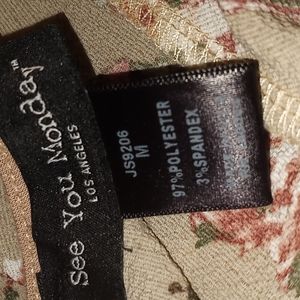 See You Monday™
LOS ANGELES
JS9206
M
97%POLYESTER
3%SPANDEX